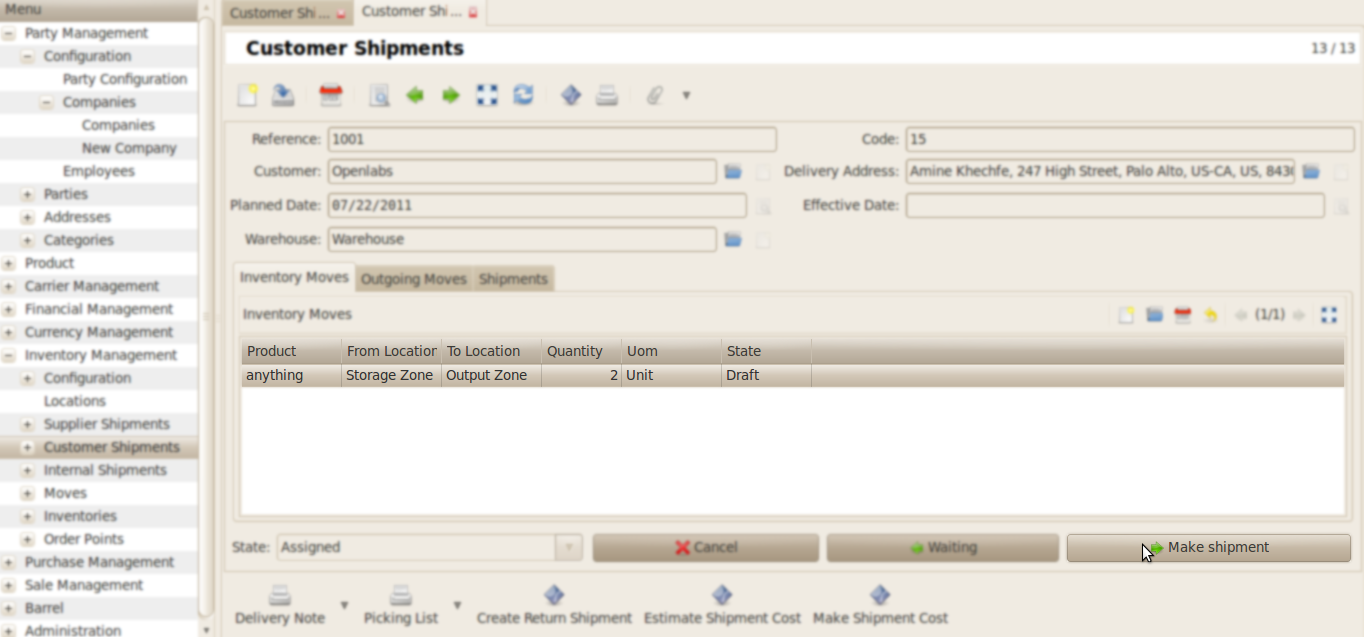 Menu
Party Management
Configuration
Party Configuration
Companies
Companies
New Company
Employees
Parties
Addresses
Categories
Product
Carrier Management
Financial Management
Currency Management
Inventory Management
Configuration
Locations
Supplier Shipments
Customer Shipments
Internal Shipments
Moves
Inventories
Order Points
Purchase Management
Sale Management
Barrel
Administration
Customer Shi... Customer Shi...
Customer Shipments 13 / 13
Reference: 1001 Code: 15
Customer: Openlabs Delivery Address: Amine Khechfe, 247 High Street, Palo Alto, US-CA, US, 8430
Planned Date: 07/22/2011 Effective Date:
Warehouse: Warehouse
Inventory Moves Outgoing Moves Shipments
Inventory Moves (1/1)
Product From Location To Location Quantity Uom State
anything Storage Zone Output Zone 2 Unit Draft
State: Assigned Cancel Waiting Make shipment
Delivery Note Picking List Create Return Shipment Estimate Shipment Cost Make Shipment Cost